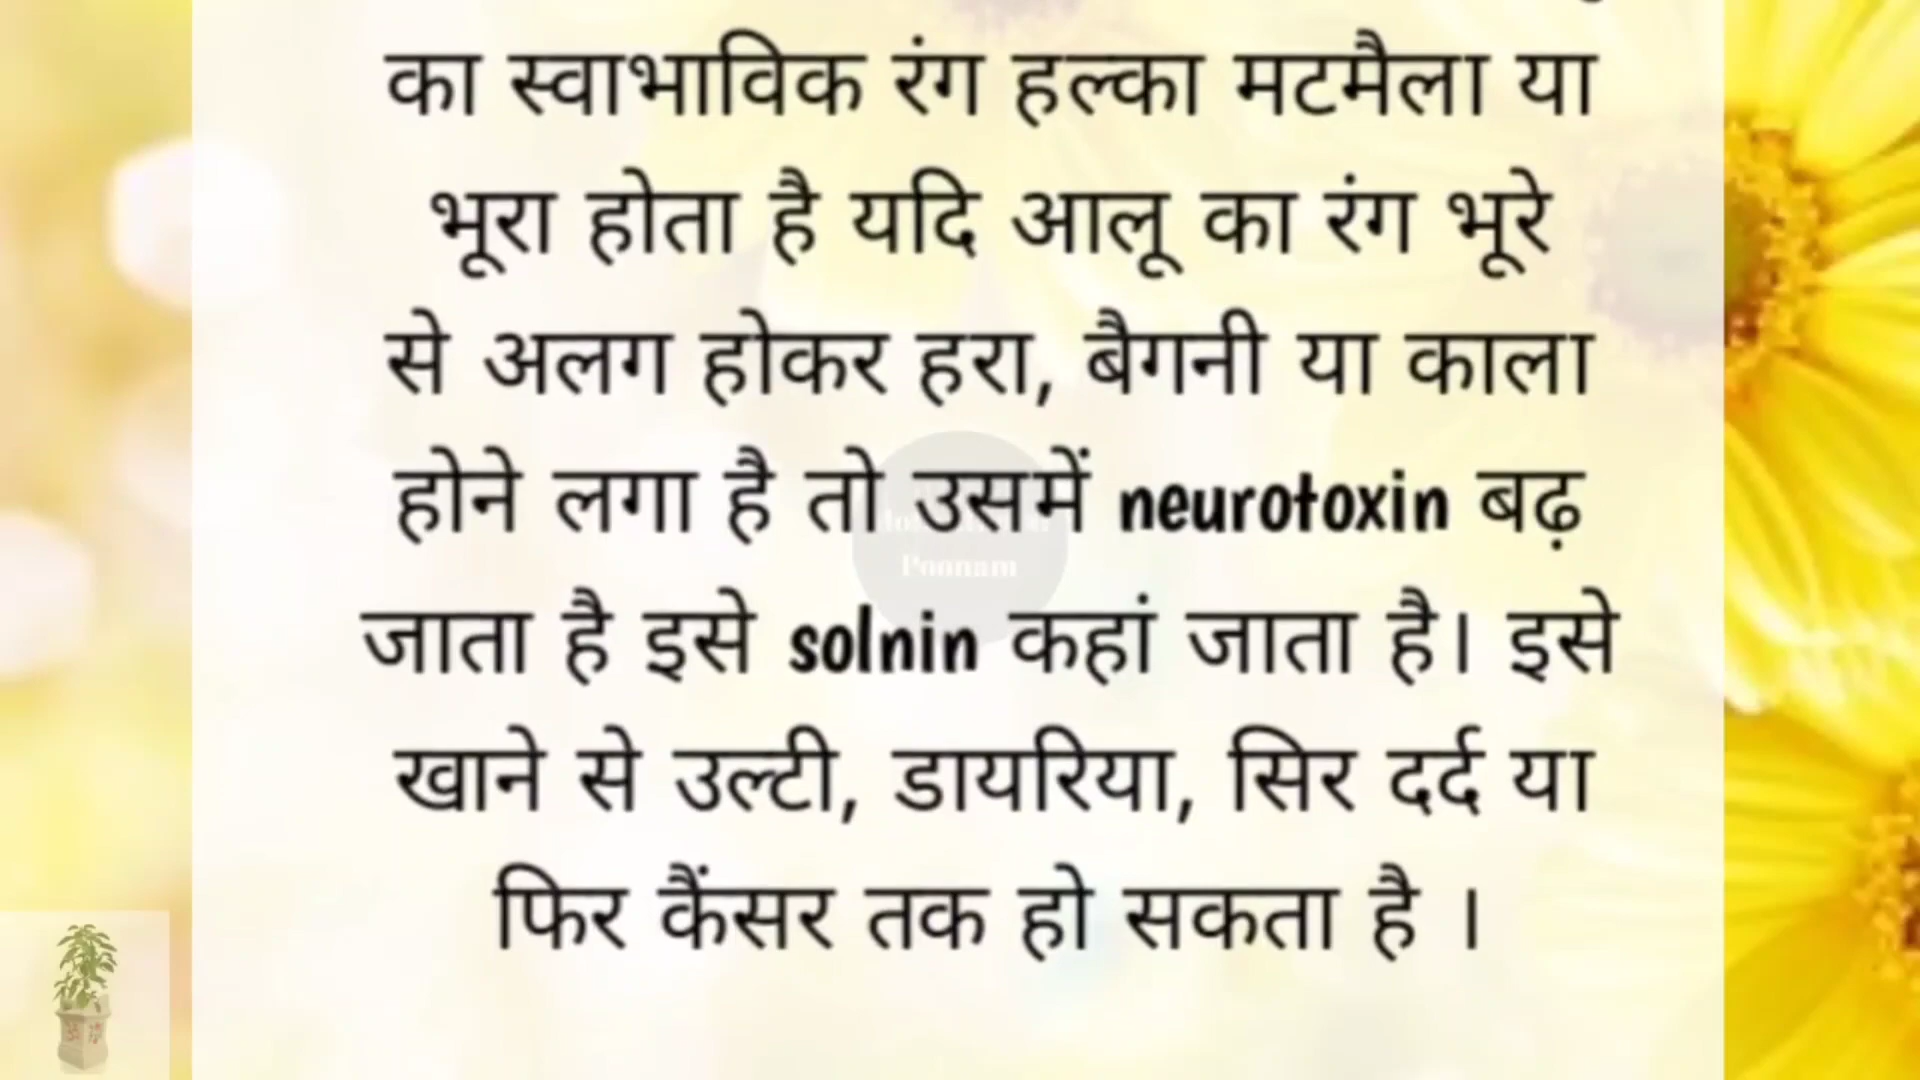 का स्वाभाविक रंग हल्का मटमैला या
भूरा होता है यदि आलू का रंग भूरे
से अलग होकर हरा, बैगनी या काला
होने लगा है तो उसमें neurotoxin बढ़
जाता है इसे solnin कहां जाता है। इसे
खाने से उल्टी, डायरिया, सिर दर्द या
फिर कैंसर तक हो सकता है ।
Poonam